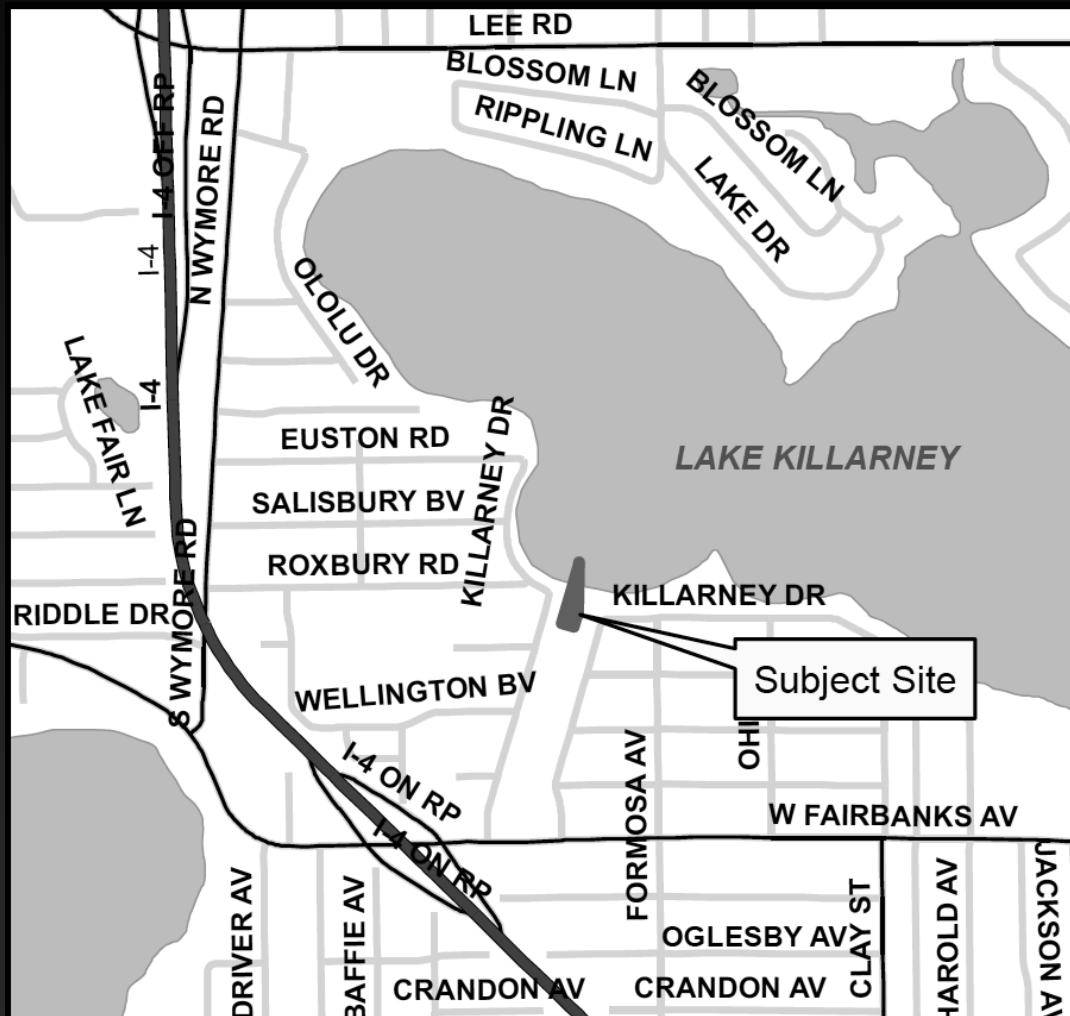 LEE RD
BLOSSOM LN
BLOSSOM LN
RIPPLING LN
I-4 OFF RP
N WYMORE RD
LAKE DR
I-4
OLOLU DR
LAKE FAIR LN
I-4
KILLARNEY DR
EUSTON RD
LAKE KILLARNEY
SALISBURY BV
ROXBURY RD
S WYMORE RD
RIDDLE DR
KILLARNEY DR
Subject Site
WELLINGTON BV
OHI
I-4 ON RP
FORMOSA AV
W FAIRBANKS AV
I-4 ON RP
DRIVER AV
BAFFIE AV
CLAY ST
HAROLD AV
JACKSON AV
OGLESBY AV
CRANDON AV
CRANDON AV